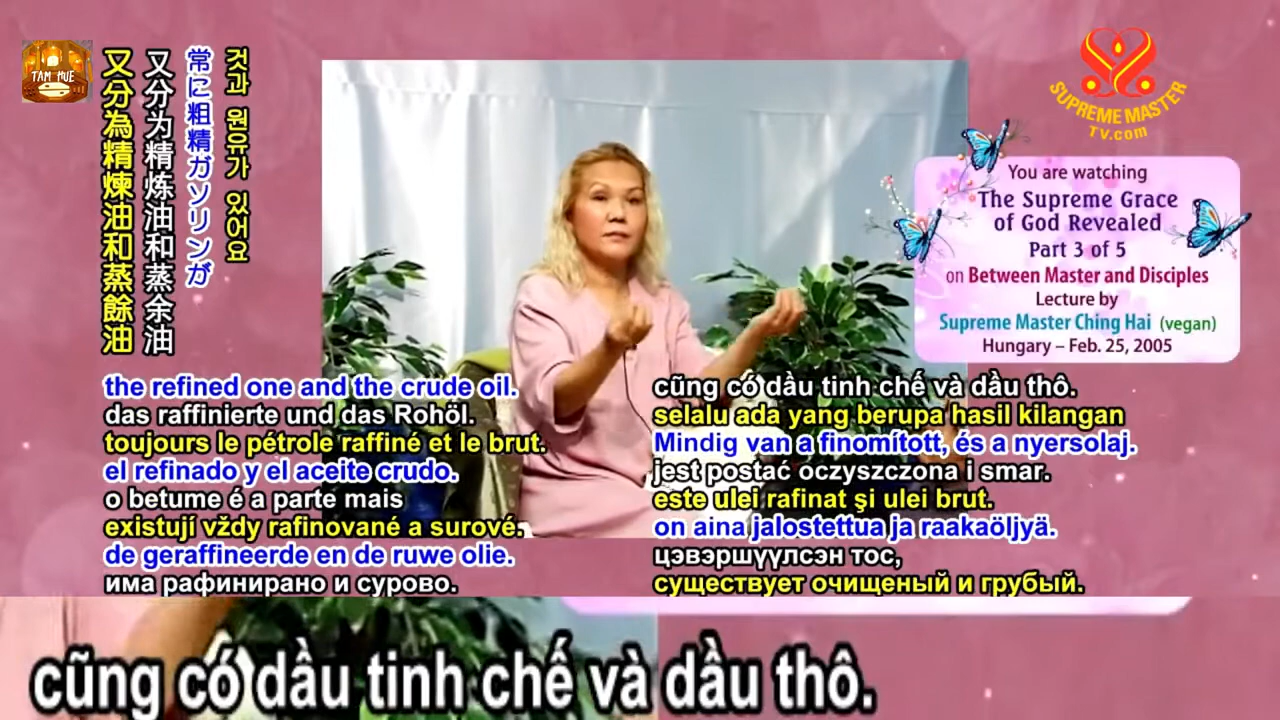 TÂM HUỆ
又分為精煉油和蒸餘油
又分为精炼油和蒸余油
常に粗精ガソリンが
것과 원유가 있어요
SUPREME MASTER
TV.com
You are watching
The Supreme Grace
of God Revealed
Part 3 of 5
on Between Master and Disciples
Lecture by
Supreme Master Ching Hai (vegan)
Hungary – Feb. 25, 2005
the refined one and the crude oil.
das raffinierte und das Rohöl.
toujours le pétrole raffiné et le brut.
el refinado y el aceite crudo.
o betume é a parte mais
existují vždy rafinované a surové.
de geraffineerde en de ruwe olie.
има рафинирано и сурово.
cũng có dầu tinh chế và dầu thô.
selalu ada yang berupa hasil kilangan
Mindig van a finomított, és a nyersolaj.
jest postać oczyszczona i smar.
este ulei rafinat şi ulei brut.
on aina jalostettua ja raakaöljyä.
цэвэршүүлсэн тос,
существует очищеный и грубый.
cũng có dầu tinh chế và dầu thô.